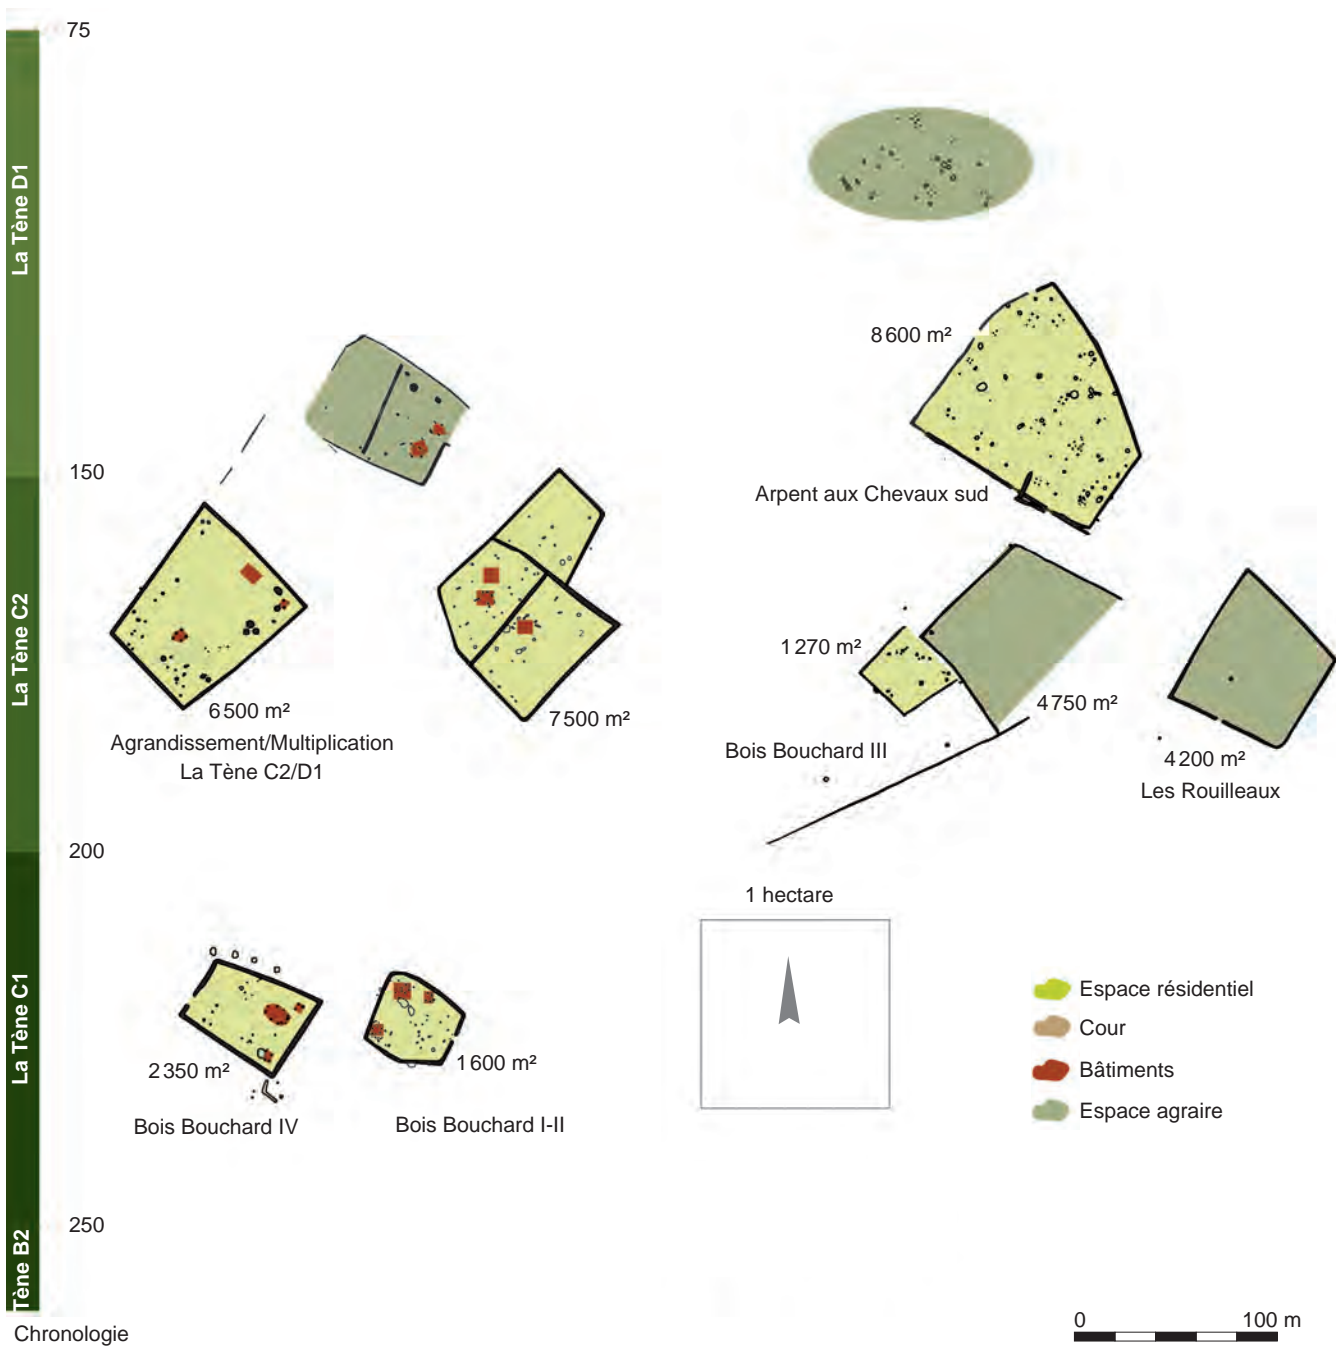 75
La Tène D1
8 600 m²
150
Arpent aux Chevaux sud
La Tène C2
1 270 m²
6 500 m²
7 500 m²
4 750 m²
Agrandissement/Multiplication
La Tène C2/D1
Bois Bouchard III
4 200 m²
Les Rouilleaux
200
1 hectare
La Tène C1
Espace résidentiel
Cour
Bâtiments
Espace agraire
2 350 m²
1 600 m²
Bois Bouchard IV
Bois Bouchard I-II
250
Tène B2
Chronologie
0 100 m